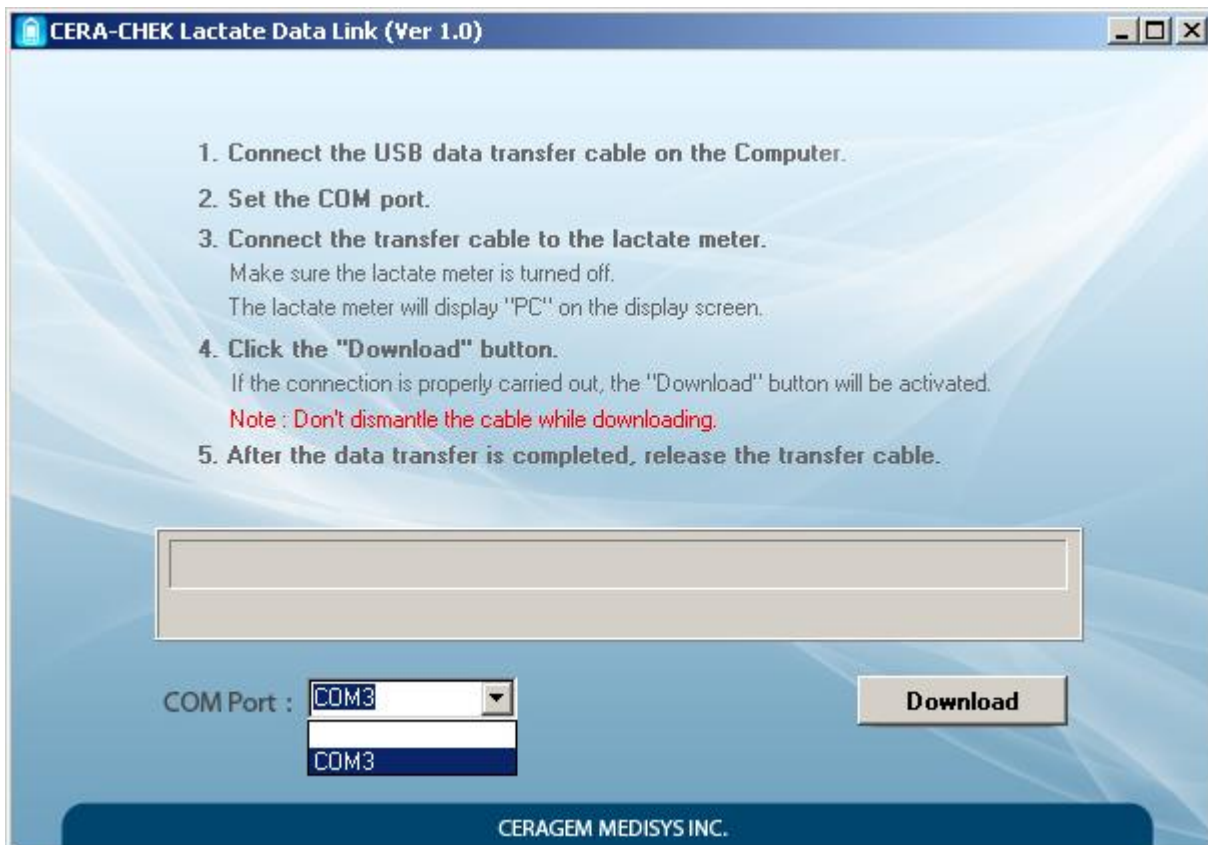 CERA-CHEK Lactate Data Link (Ver 1.0)
1. Connect the USB data transfer cable on the Computer.
2. Set the COM port.
3. Connect the transfer cable to the lactate meter.
Make sure the lactate meter is turned off.
The lactate meter will display "PC" on the display screen.
4. Click the "Download" button.
If the connection is properly carried out, the "Download" button will be activated.
Note : Don't dismantle the cable while downloading.
5. After the data transfer is completed, release the transfer cable.
COM Port : COM3 Download
COM3
CERAGEM MEDISYS INC.